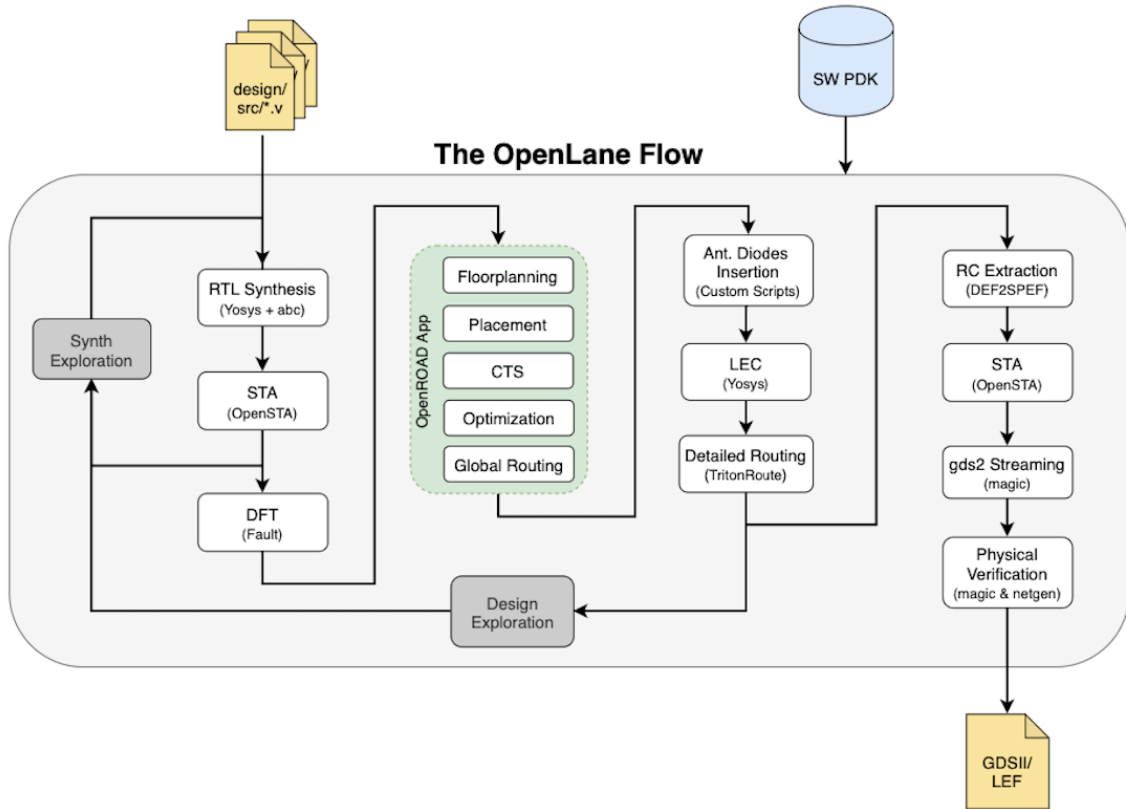 design/
src/*.v
SW PDK
The OpenLane Flow
RTL Synthesis
(Yosys + abc)
Synth
Exploration
STA
(OpenSTA)
DFT
(Fault)
OpenROAD App
Floorplanning
Placement
CTS
Optimization
Global Routing
Design
Exploration
Ant. Diodes
Insertion
(Custom Scripts)
LEC
(Yosys)
Detailed Routing
(TritonRoute)
RC Extraction
(DEF2SPEF)
STA
(OpenSTA)
gds2 Streaming
(magic)
Physical
Verification
(magic & netgen)
GDSII/
LEF